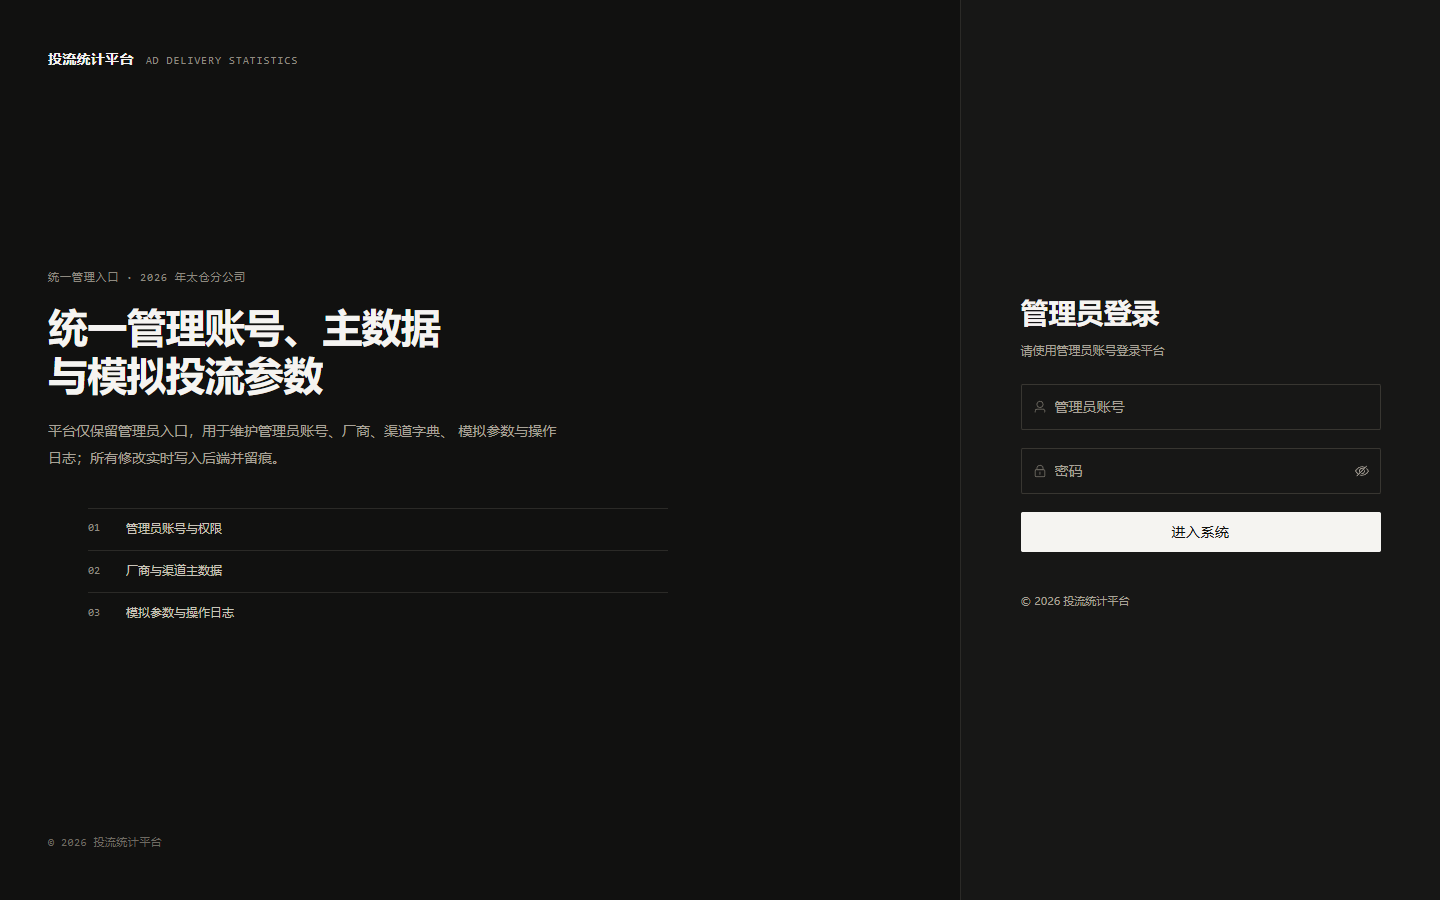 投流统计平台 AD DELIVERY STATISTICS
统一管理入口 · 2026 年太仓分公司
统一管理账号、主数据
与模拟投流参数
平台仅保留管理员入口，用于维护管理员账号、厂商、渠道字典、 模拟参数与操作
日志；所有修改实时写入后端并留痕。
01 管理员账号与权限
02 厂商与渠道主数据
03 模拟参数与操作日志
© 2026 投流统计平台
管理员登录
请使用管理员账号登录平台
管理员账号
密码
进入系统
© 2026 投流统计平台